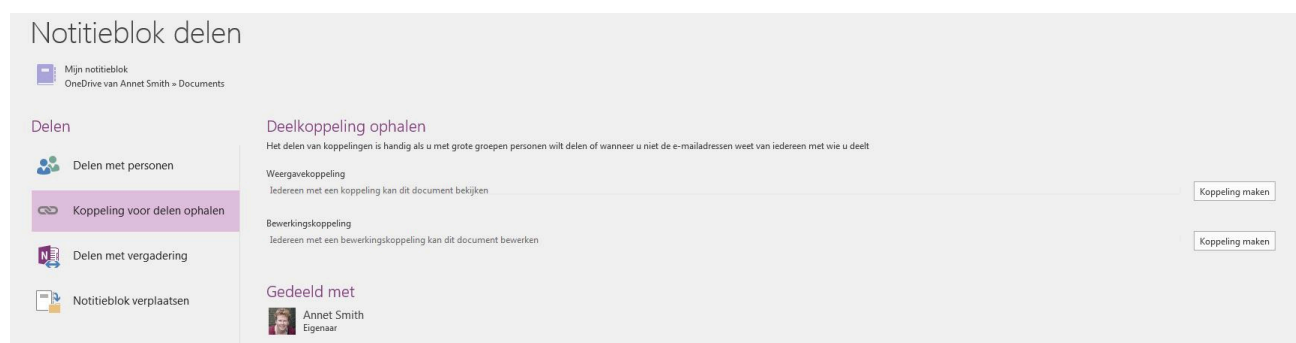 Notitieblok delen
Mijn notitieblok
OneDrive van Annet Smith » Documents
Delen
Delen met personen
Koppeling voor delen ophalen
Delen met vergadering
Notitieblok verplaatsen
Deelkoppeling ophalen
Het delen van koppelingen is handig als u met grote groepen personen wilt delen of wanneer u niet de e-mailadressen weet van iedereen met wie u deelt
Weergavekoppeling
Iedereen met een koppeling kan dit document bekijken
Koppeling maken
Bewerkingskoppeling
Iedereen met een bewerkingskoppeling kan dit document bewerken
Koppeling maken
Gedeeld met
Annet Smith
Eigenaar